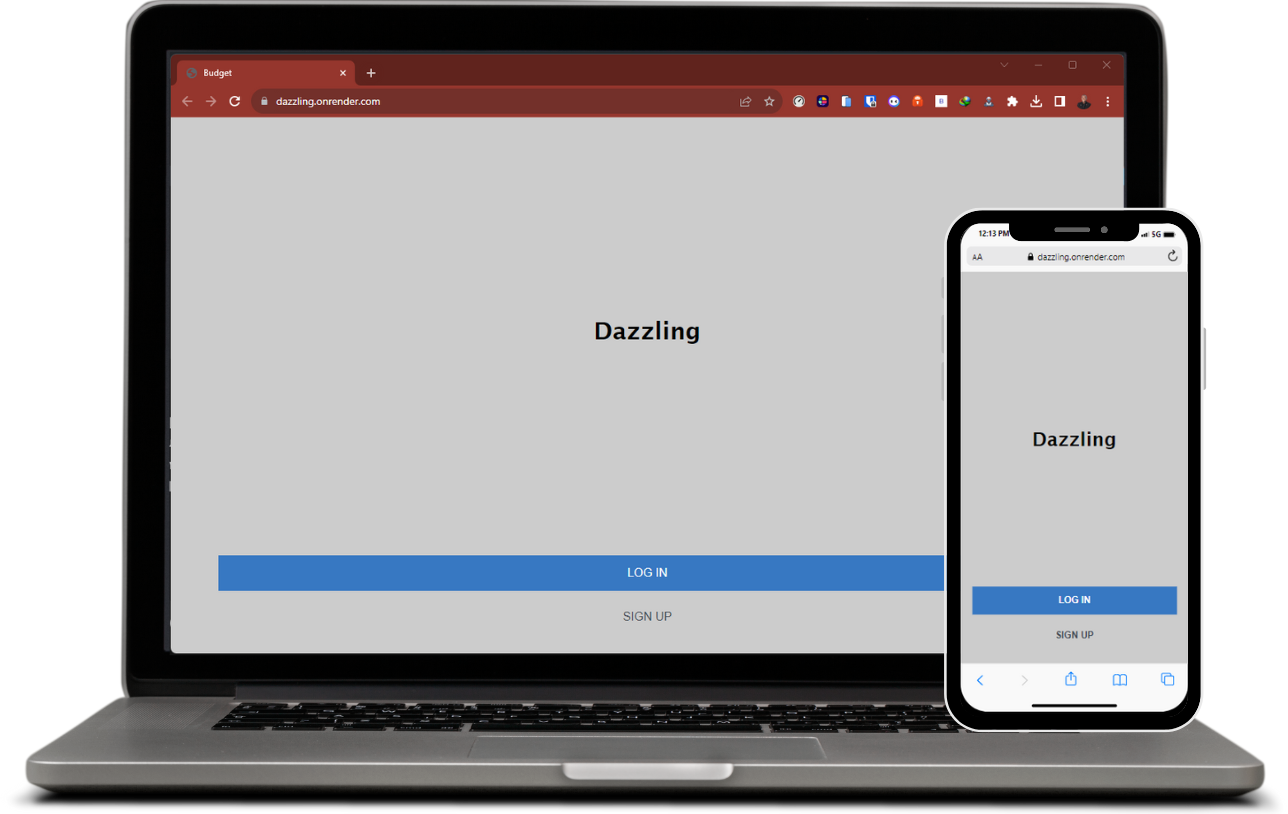 Budget
dazzling.onrender.com
Dazzling
LOG IN
SIGN UP
12:13 PM
5G
AA
dazzling.onrender.com
Dazzling
LOG IN
SIGN UP